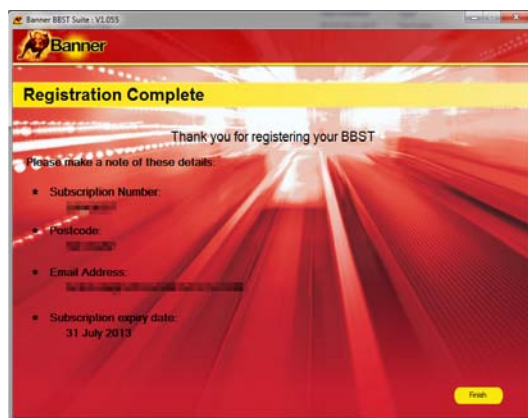 Banner BBST Suite : V1.055
Banner
Registration Complete
Thank you for registering your BBST
Please make a note of these details:
Subscription Number:
Postcode:
Email Address:
Subscription expiry date:
31 July 2013
Finish